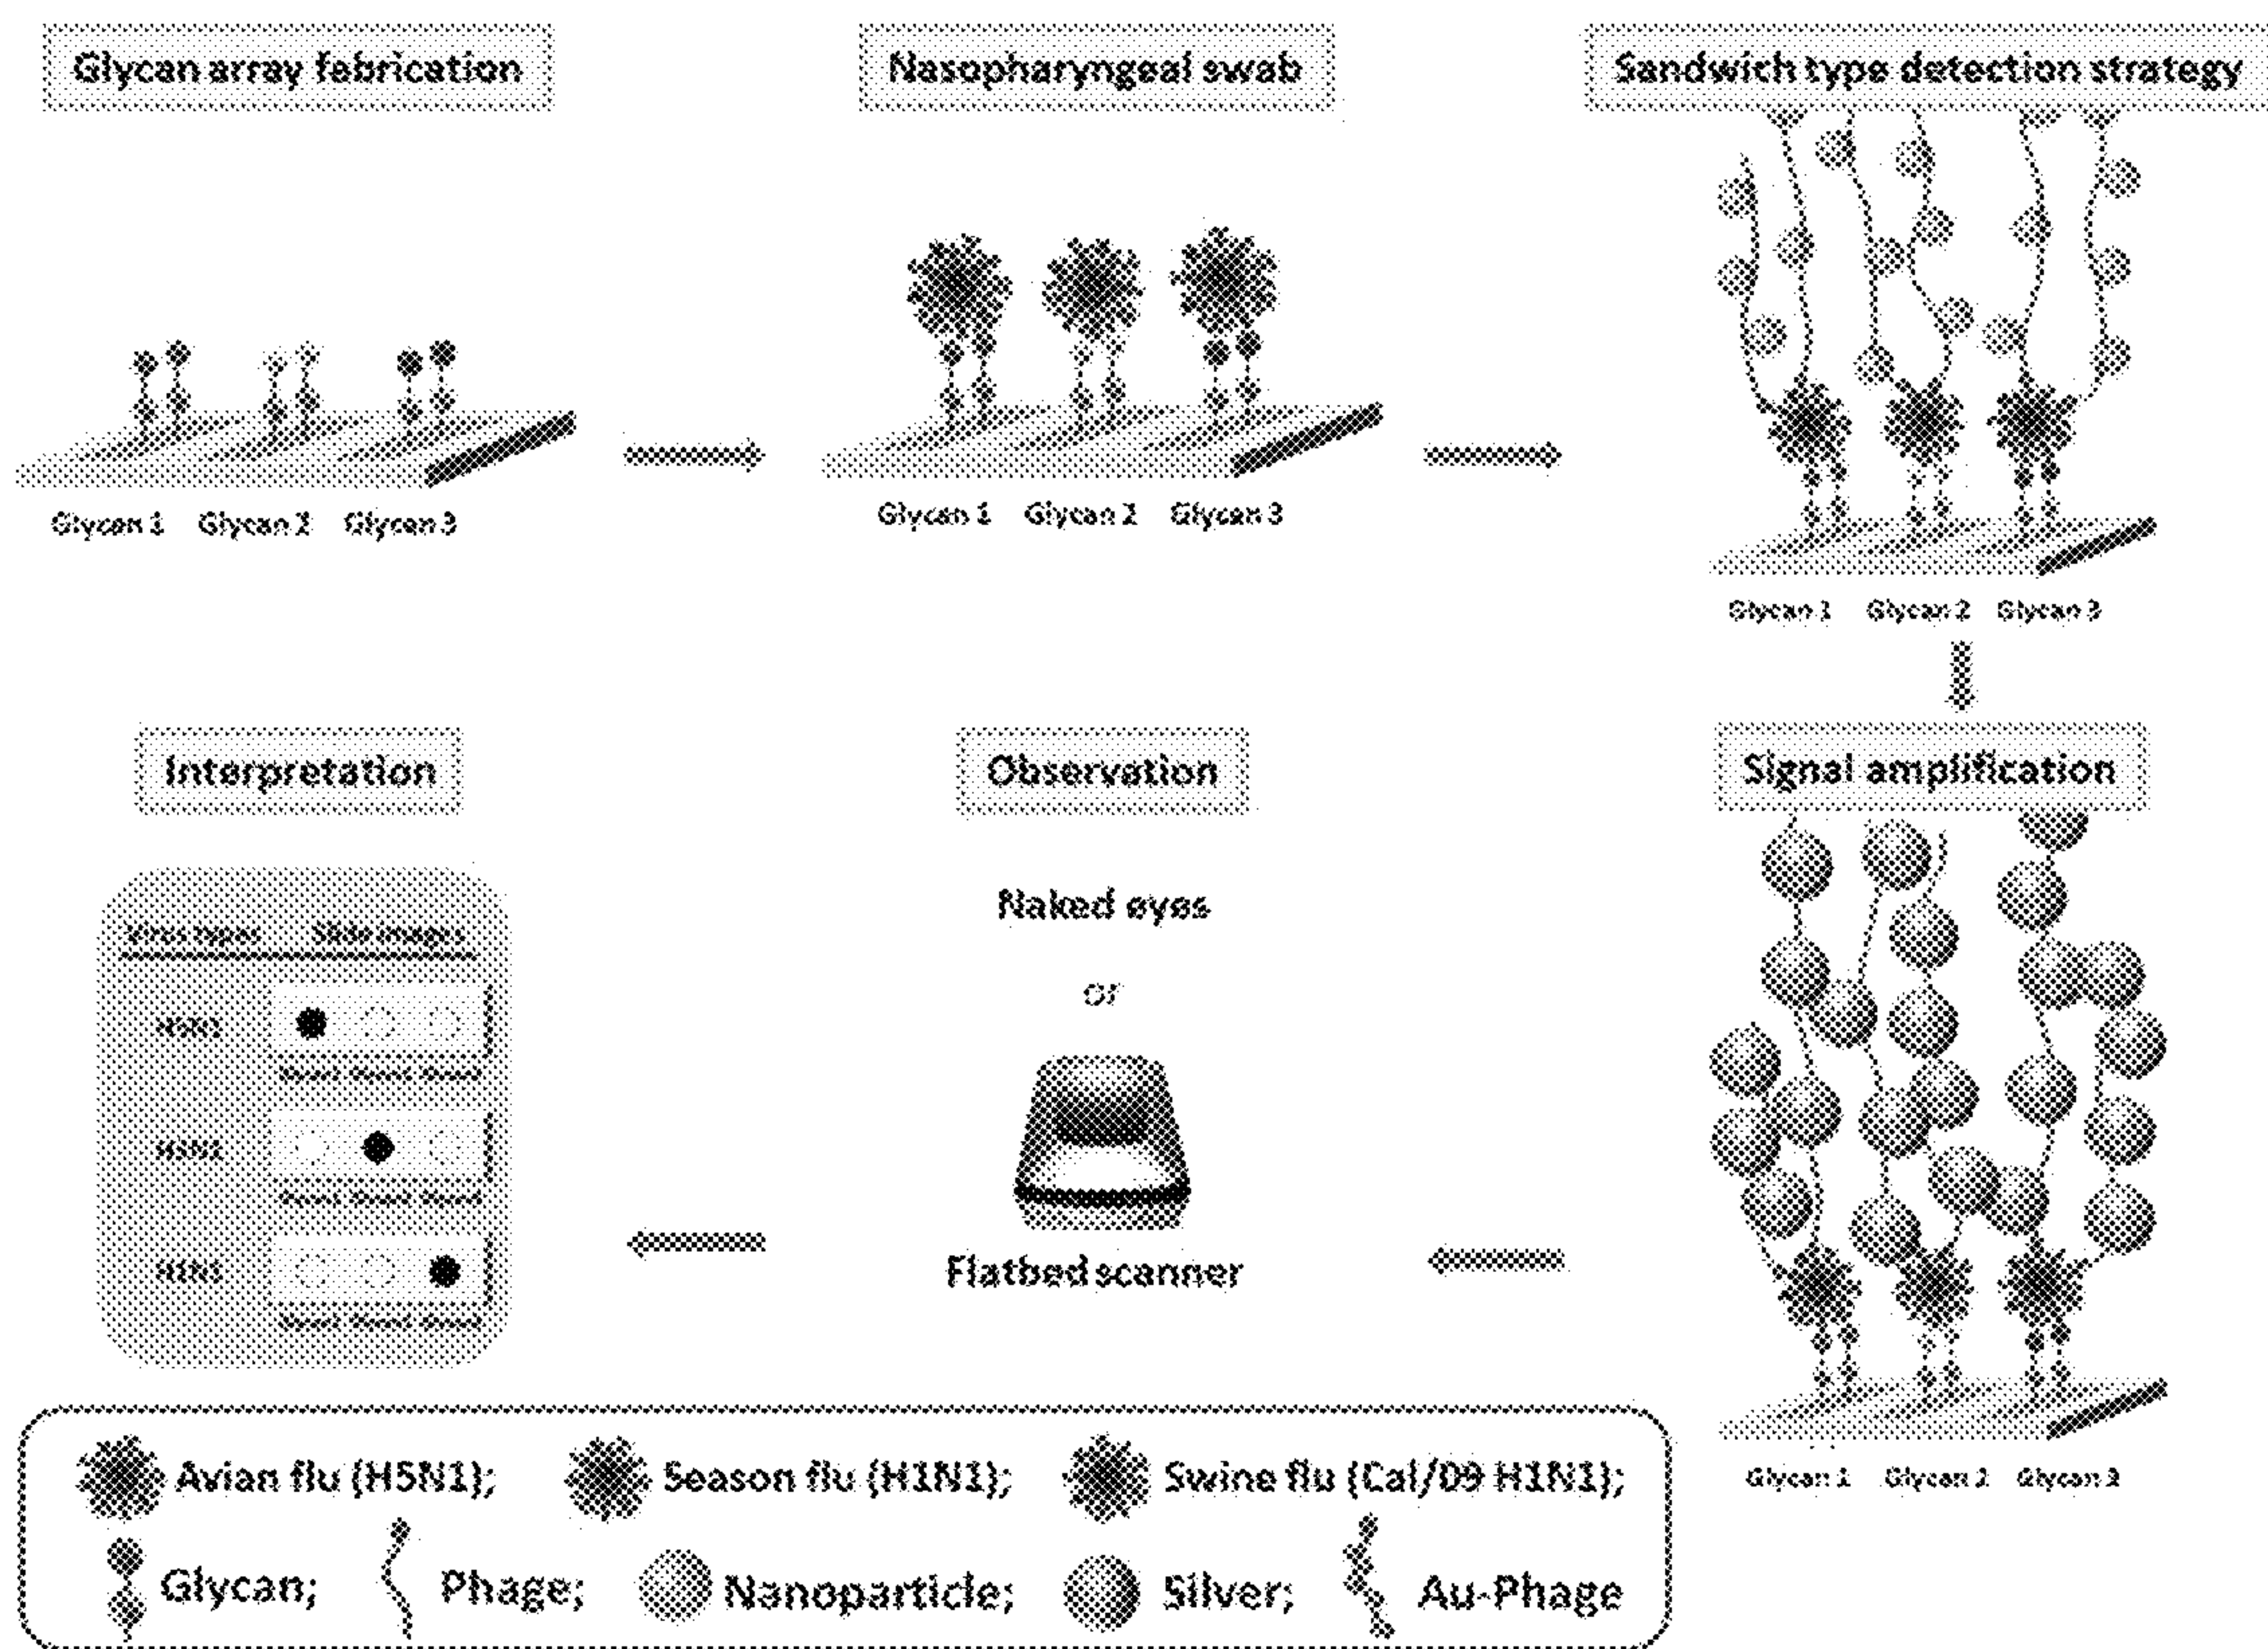 Glycan array fabrication
Nasopharyngeal swab
Sandwich type detection strategy
Glycan 1 Glycan 2 Glycan 3
Glycan 1 Glycan 2 Glycan 3
Glycan 1 Glycan 2 Glycan 3
Interpretation
Observation
Signal amplification
Naked eyes
or
Flatbed scanner
H5N1
H1N1
Glycan 1 Glycan 2 Glycan 3
Avian flu (H5N1); Season flu (H1N1); Swine flu (Cal/09 H1N1);
Glycan; Phage; Nanoparticle; Silver; Au-Phage